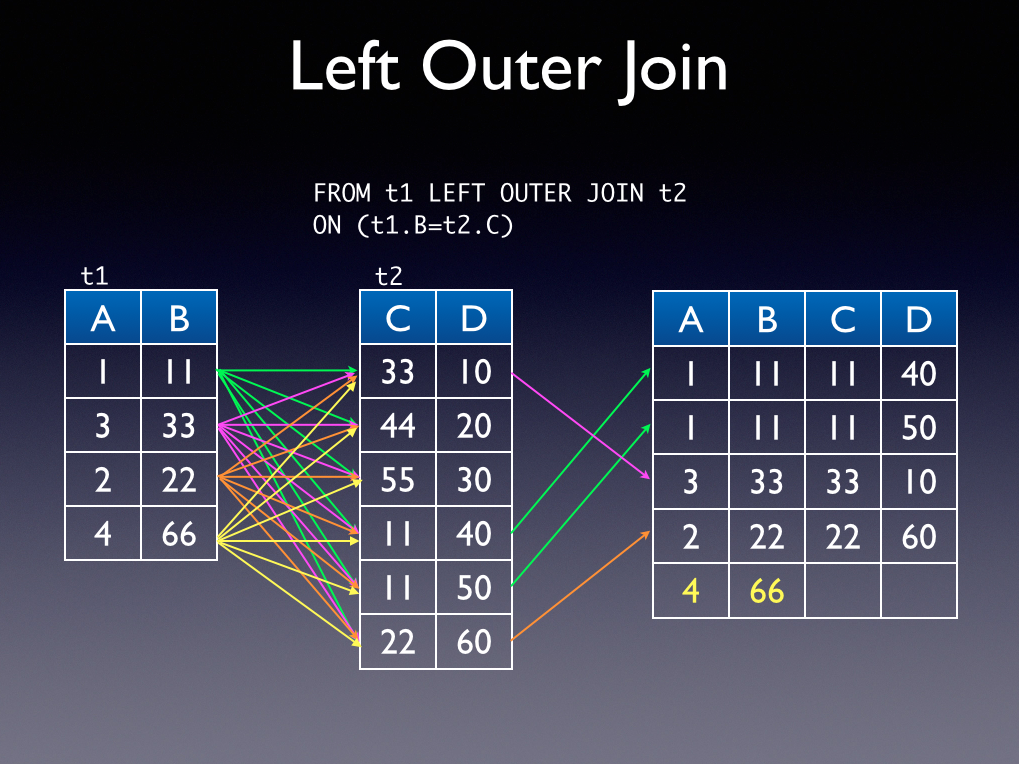 Left Outer Join
FROM t1 LEFT OUTER JOIN t2
ON (t1.B=t2.C)
t1
A B
1 11
3 33
2 22
4 66
t2
C D
33 10
44 20
55 30
11 40
11 50
22 60
A B C D
1 11 11 40
1 11 11 50
3 33 33 10
2 22 22 60
4 66